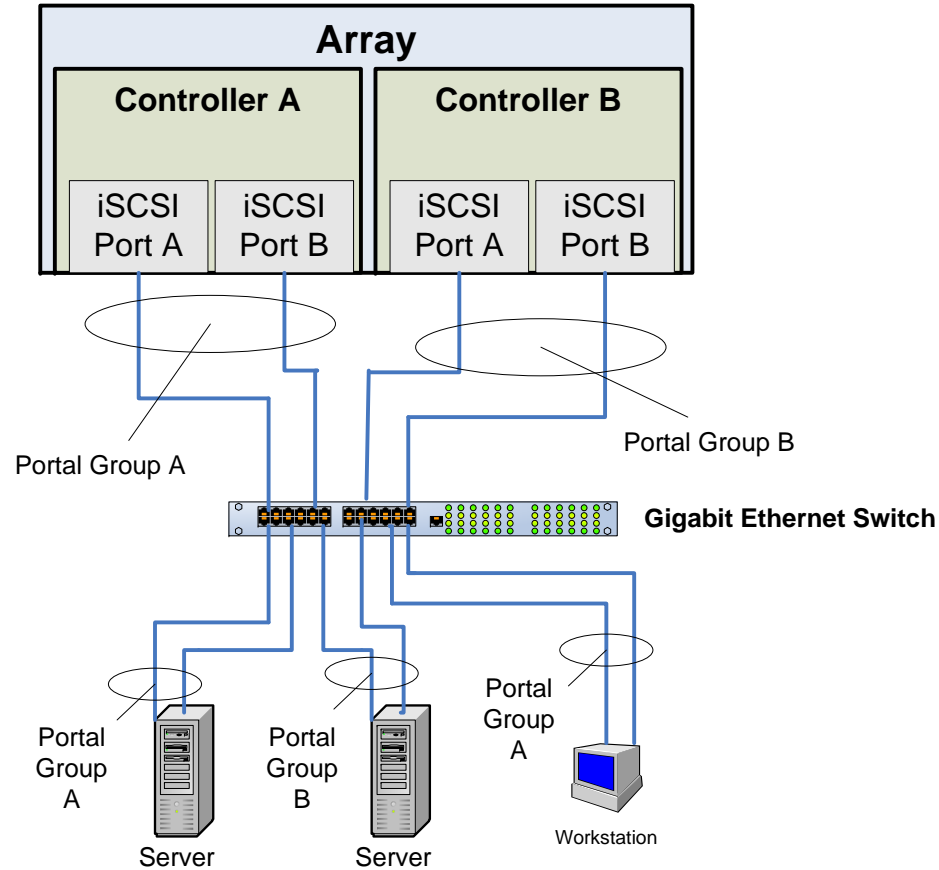 Array
Controller A
Controller B
iSCSI
Port A
iSCSI
Port B
iSCSI
Port A
iSCSI
Port B
Portal Group A
Portal Group B
Gigabit Ethernet Switch
Portal
Group
A
Portal
Group
B
Portal
Group
A
Server
Server
Workstation